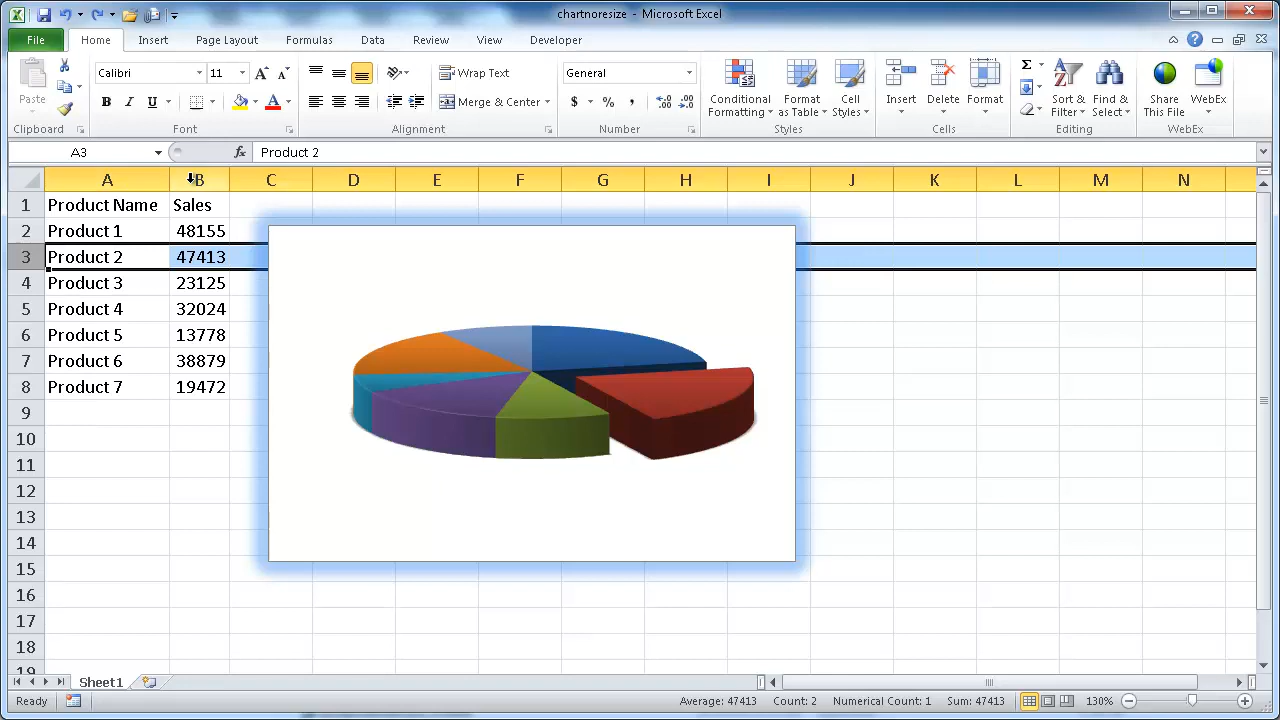 chartnoresize - Microsoft Excel
File Home Insert Page Layout Formulas Data Review View Developer
Paste
Calibri 11
B I U A
Wrap Text
Merge & Center
General
$ % ,
Conditional Formatting
Format as Table
Cell Styles
Insert Delete Format
Sort & Filter
Find & Select
Share This File
WebEx
Clipboard Font Alignment Number Styles Cells Editing WebEx
A3 fx Product 2
A B C D E F G H I J K L M N
1 Product Name Sales
2 Product 1 48155
3 Product 2 47413
4 Product 3 23125
5 Product 4 32024
6 Product 5 13778
7 Product 6 38879
8 Product 7 19472
9
10
11
12
13
14
15
16
17
18
19
Sheet1
Ready Average: 47413 Count: 2 Numerical Count: 1 Sum: 47413 130%